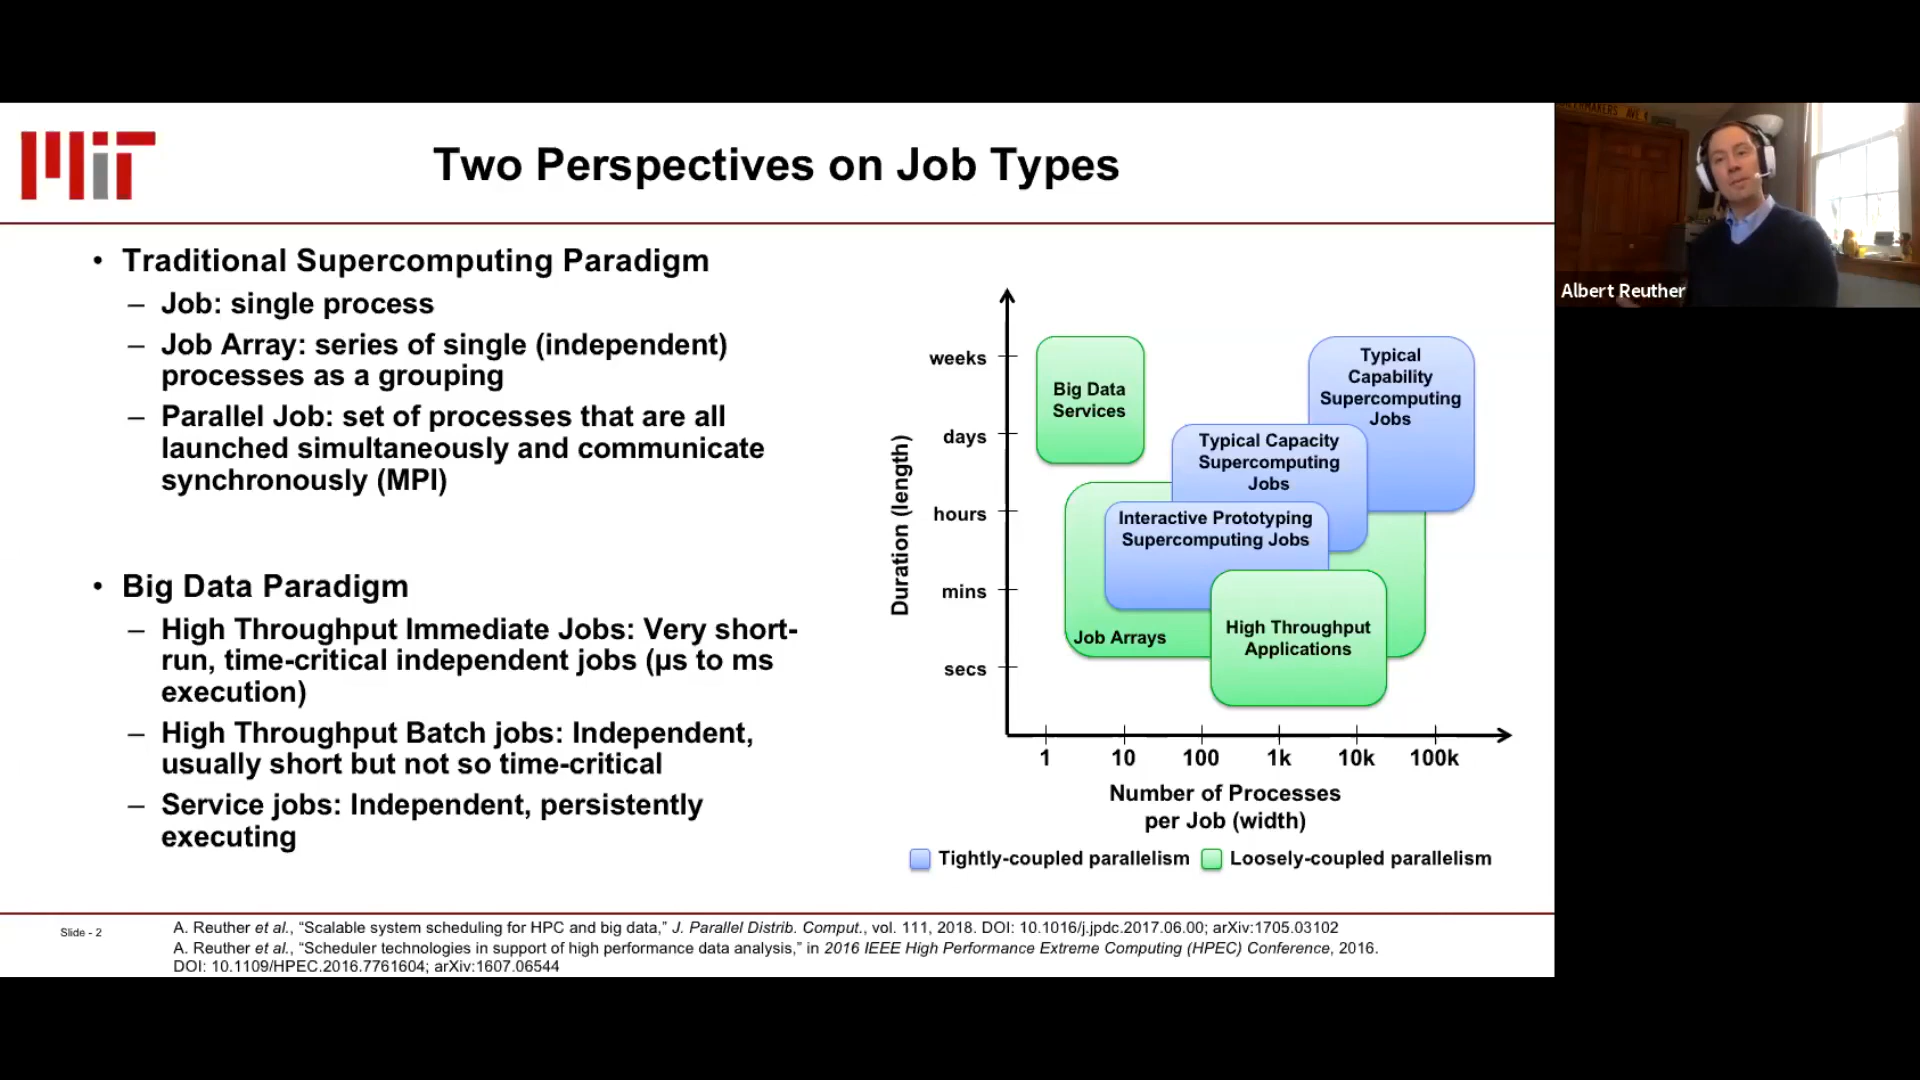 MIT
Two Perspectives on Job Types
• Traditional Supercomputing Paradigm
– Job: single process
– Job Array: series of single (independent)
processes as a grouping
– Parallel Job: set of processes that are all
launched simultaneously and communicate
synchronously (MPI)
• Big Data Paradigm
– High Throughput Immediate Jobs: Very short-
run, time-critical independent jobs (µs to ms
execution)
– High Throughput Batch jobs: Independent,
usually short but not so time-critical
– Service jobs: Independent, persistently
executing
Duration (length)
weeks
days
hours
mins
secs
Big Data
Services
Typical
Capability
Supercomputing
Jobs
Typical Capacity
Supercomputing
Jobs
Interactive Prototyping
Supercomputing Jobs
Job Arrays
High Throughput
Applications
1 10 100 1k 10k 100k
Number of Processes
per Job (width)
Tightly-coupled parallelism Loosely-coupled parallelism
Slide - 2
A. Reuther et al., “Scalable system scheduling for HPC and big data,” J. Parallel Distrib. Comput., vol. 111, 2018. DOI: 10.1016/j.jpdc.2017.06.00; arXiv:1705.03102
A. Reuther et al., “Scheduler technologies in support of high performance data analysis,” in 2016 IEEE High Performance Extreme Computing (HPEC) Conference, 2016.
DOI: 10.1109/HPEC.2016.7761604; arXiv:1607.06544
Albert Reuther